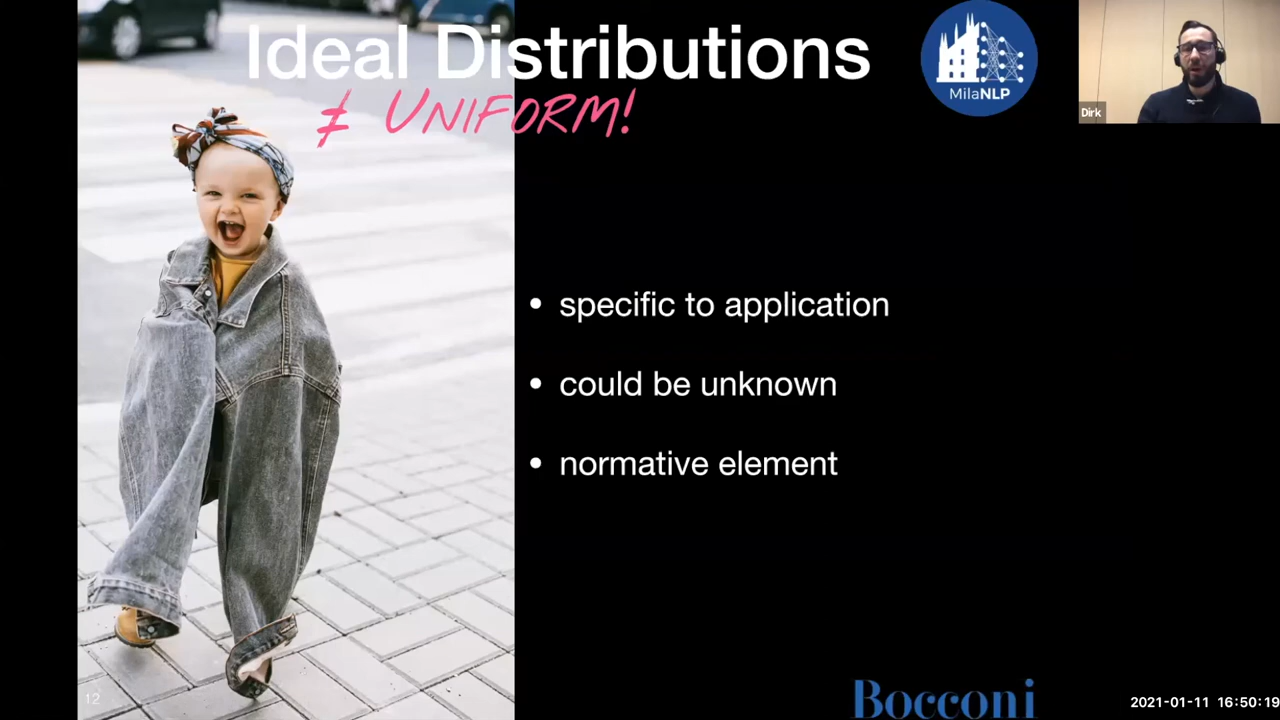 Ideal Distributions
≠ UNIFORM!
MilaNLP
Dirk
• specific to application
• could be unknown
• normative element
12
Bocconi
2021-01-11 16:50:19